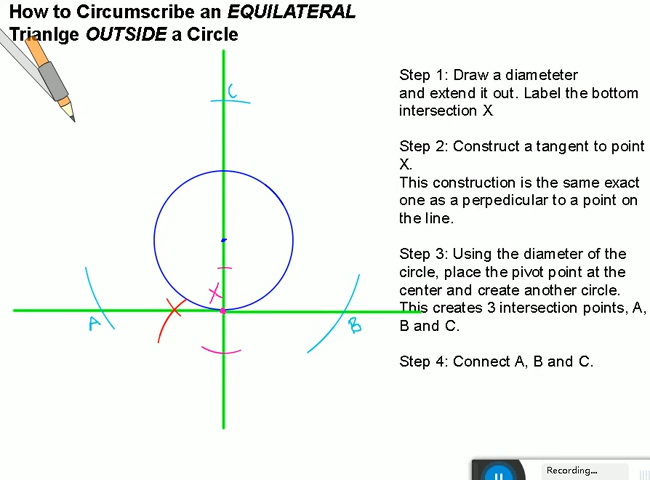 How to Circumscribe an EQUILATERAL
Trianlge OUTSIDE a Circle
Step 1: Draw a diameteter
and extend it out. Label the bottom
intersection X
Step 2: Construct a tangent to point
X.
This construction is the same exact
one as a perpedicular to a point on
the line.
Step 3: Using the diameter of the
circle, place the pivot point at the
center and create another circle.
This creates 3 intersection points, A,
B and C.
Step 4: Connect A, B and C.
C
X
A
B
Recording...